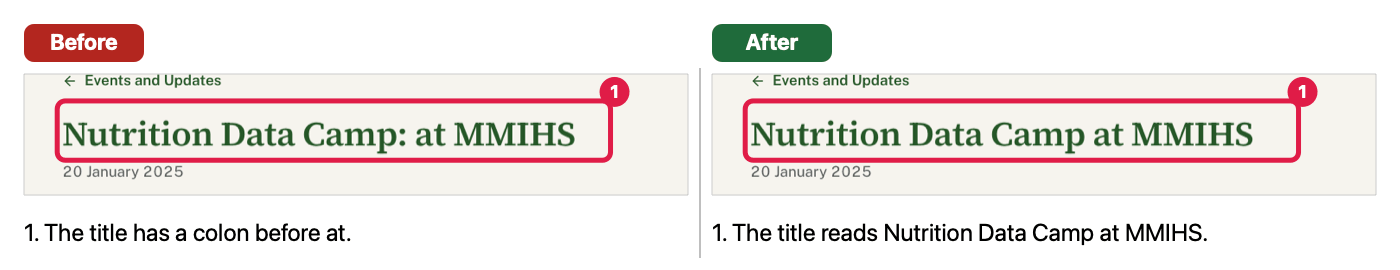 Before
← Events and Updates
1
Nutrition Data Camp: at MMIHS
20 January 2025
1. The title has a colon before at.
After
← Events and Updates
1
Nutrition Data Camp at MMIHS
20 January 2025
1. The title reads Nutrition Data Camp at MMIHS.